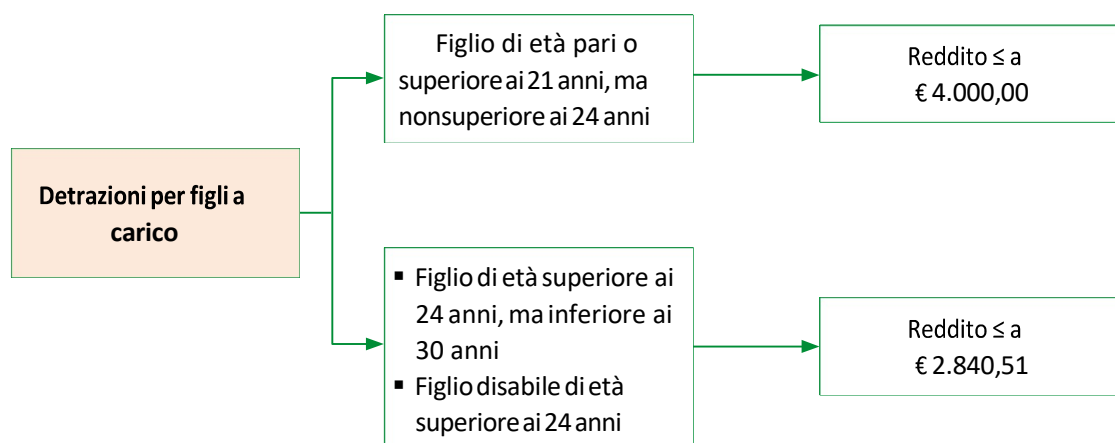 Detrazioni per figli a
carico
Figlio di età pari o
superiore ai 21 anni, ma
nonsuperiore ai 24 anni
Reddito ≤ a
€ 4.000,00
▪ Figlio di età superiore ai
24 anni, ma inferiore ai
30 anni
▪ Figlio disabile di età
superiore ai 24 anni
Reddito ≤ a
€ 2.840,51